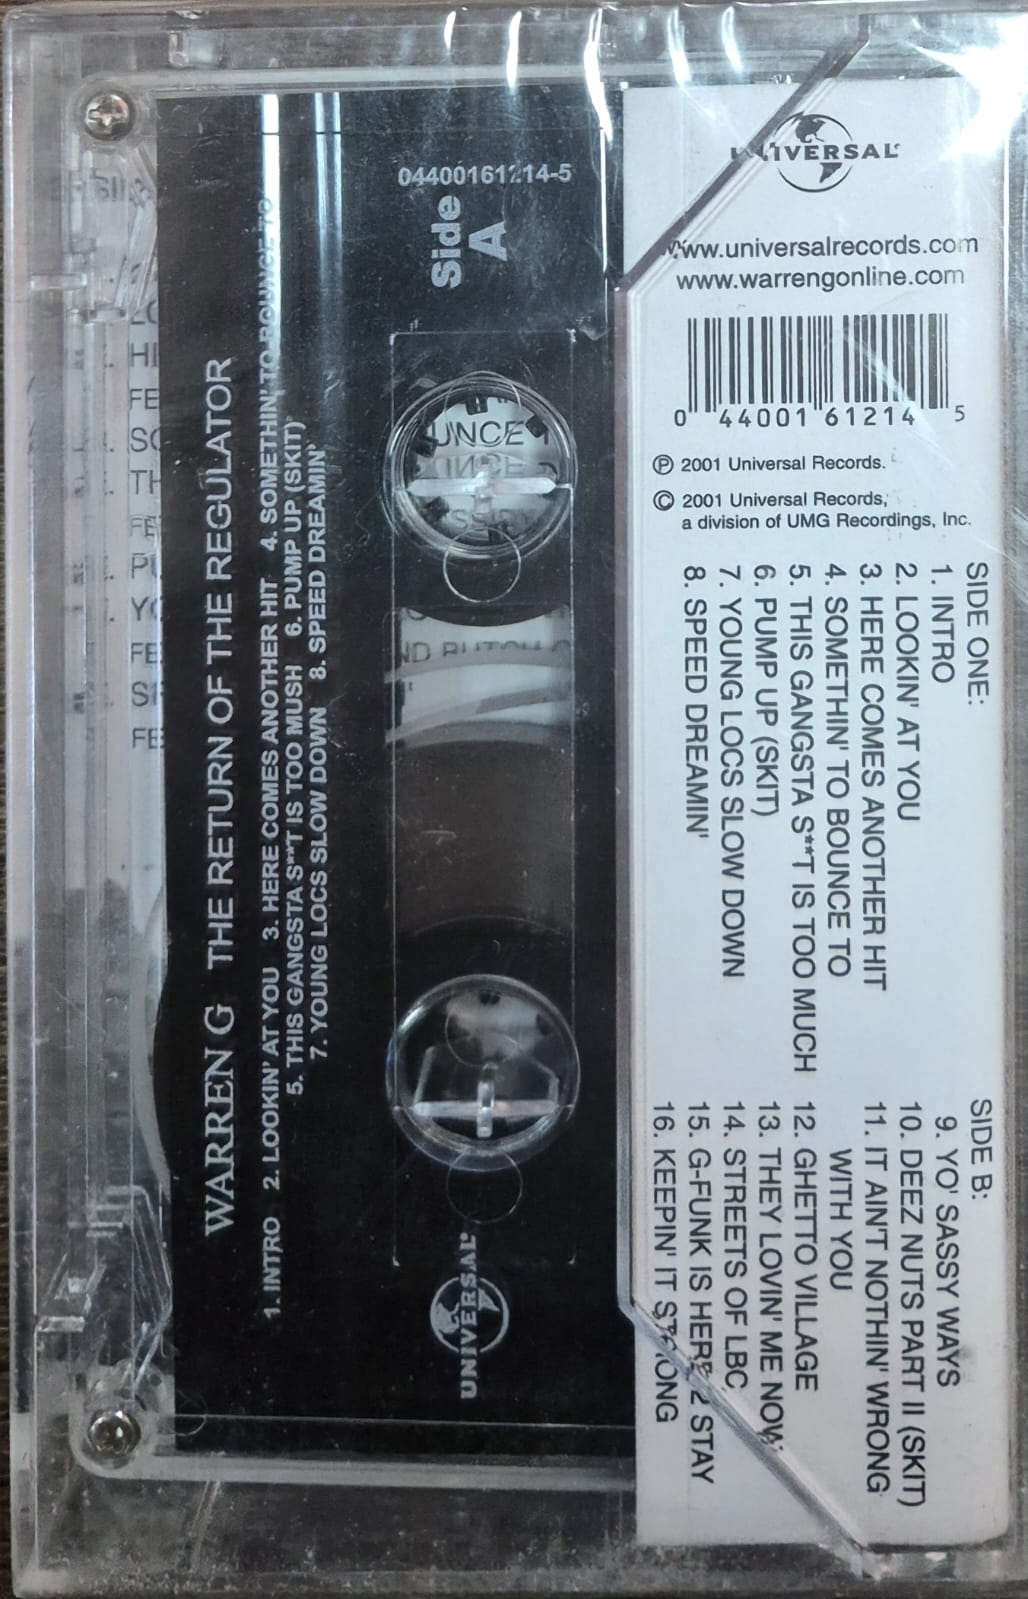 UNIVERSAL
www.universalrecords.com
www.warrengonline.com
0 44001 61214 5
℗ 2001 Universal Records.
© 2001 Universal Records,
a division of UMG Recordings, Inc.
SIDE ONE:
1. INTRO
2. LOOKIN' AT YOU
3. HERE COMES ANOTHER HIT
4. SOMETHIN' TO BOUNCE TO
5. THIS GANGSTA S**T IS TOO MUCH
6. PUMP UP (SKIT)
7. YOUNG LOCS SLOW DOWN
8. SPEED DREAMIN'
SIDE B:
9. YO' SASSY WAYS
10. DEEZ NUTS PART II (SKIT)
11. IT AIN'T NOTHIN' WRONG
WITH YOU
12. GHETTO VILLAGE
13. THEY LOVIN' ME NOW
14. STREETS OF LBC
15. G-FUNK IS HERE 2 STAY
16. KEEPIN' IT STRONG
04400161214-5
Side
A
WARREN G THE RETURN OF THE REGULATOR
1. INTRO 2. LOOKIN' AT YOU 3. HERE COMES ANOTHER HIT 4. SOMETHIN' TO BOUNCE TO
5. THIS GANGSTA S**T IS TOO MUSH 6. PUMP UP (SKIT)
7. YOUNG LOCS SLOW DOWN 8. SPEED DREAMIN'
UNIVERSAL